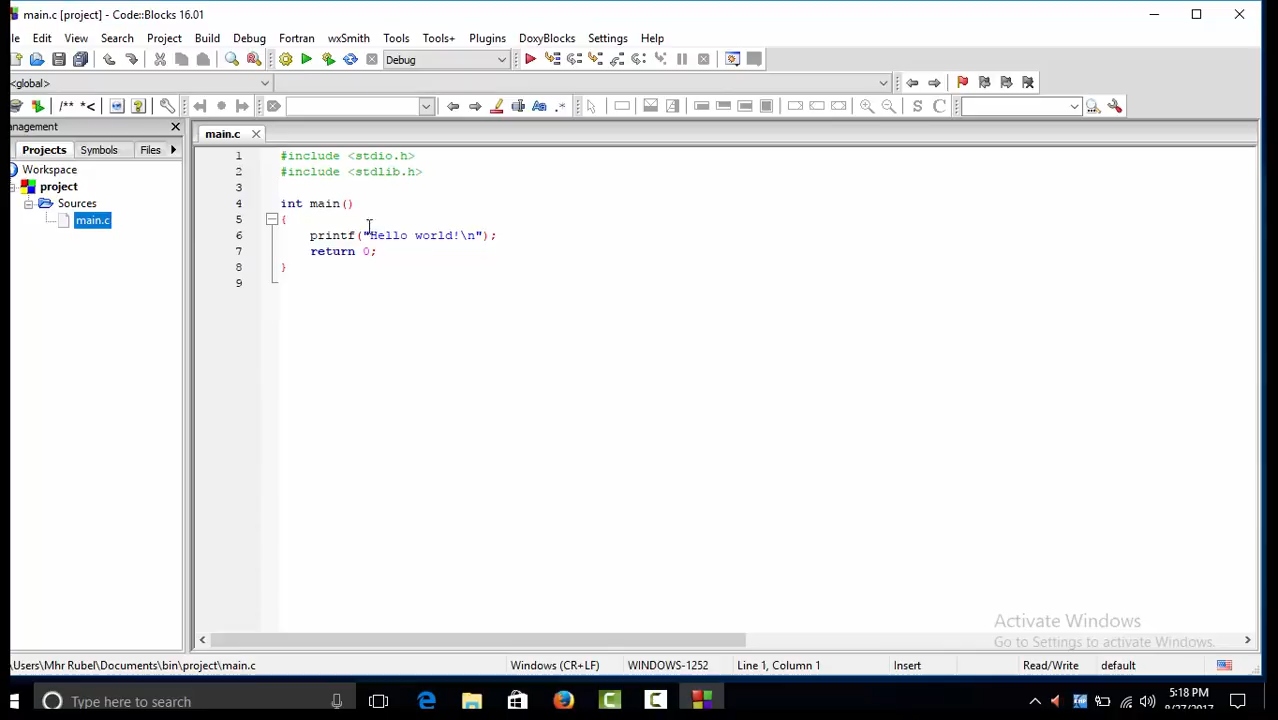 main.c [project] - Code::Blocks 16.01
le Edit View Search Project Build Debug Fortran wxSmith Tools Tools+ Plugins DoxyBlocks Settings Help
Debug
<global>
/** *<
Aa .*
S C
anagement
Projects Symbols Files
main.c
Workspace
project
Sources
main.c
1 #include <stdio.h>
2 #include <stdlib.h>
3
4 int main()
5 {
6 printf("Hello world!\n");
7 return 0;
8 }
9
Activate Windows
Go to Settings to activate Windows.
\Users\Mhr Rubel\Documents\bin\project\main.c Windows (CR+LF) WINDOWS-1252 Line 1, Column 1 Insert Read/Write default
Type here to search
5:18 PM
8/27/2017